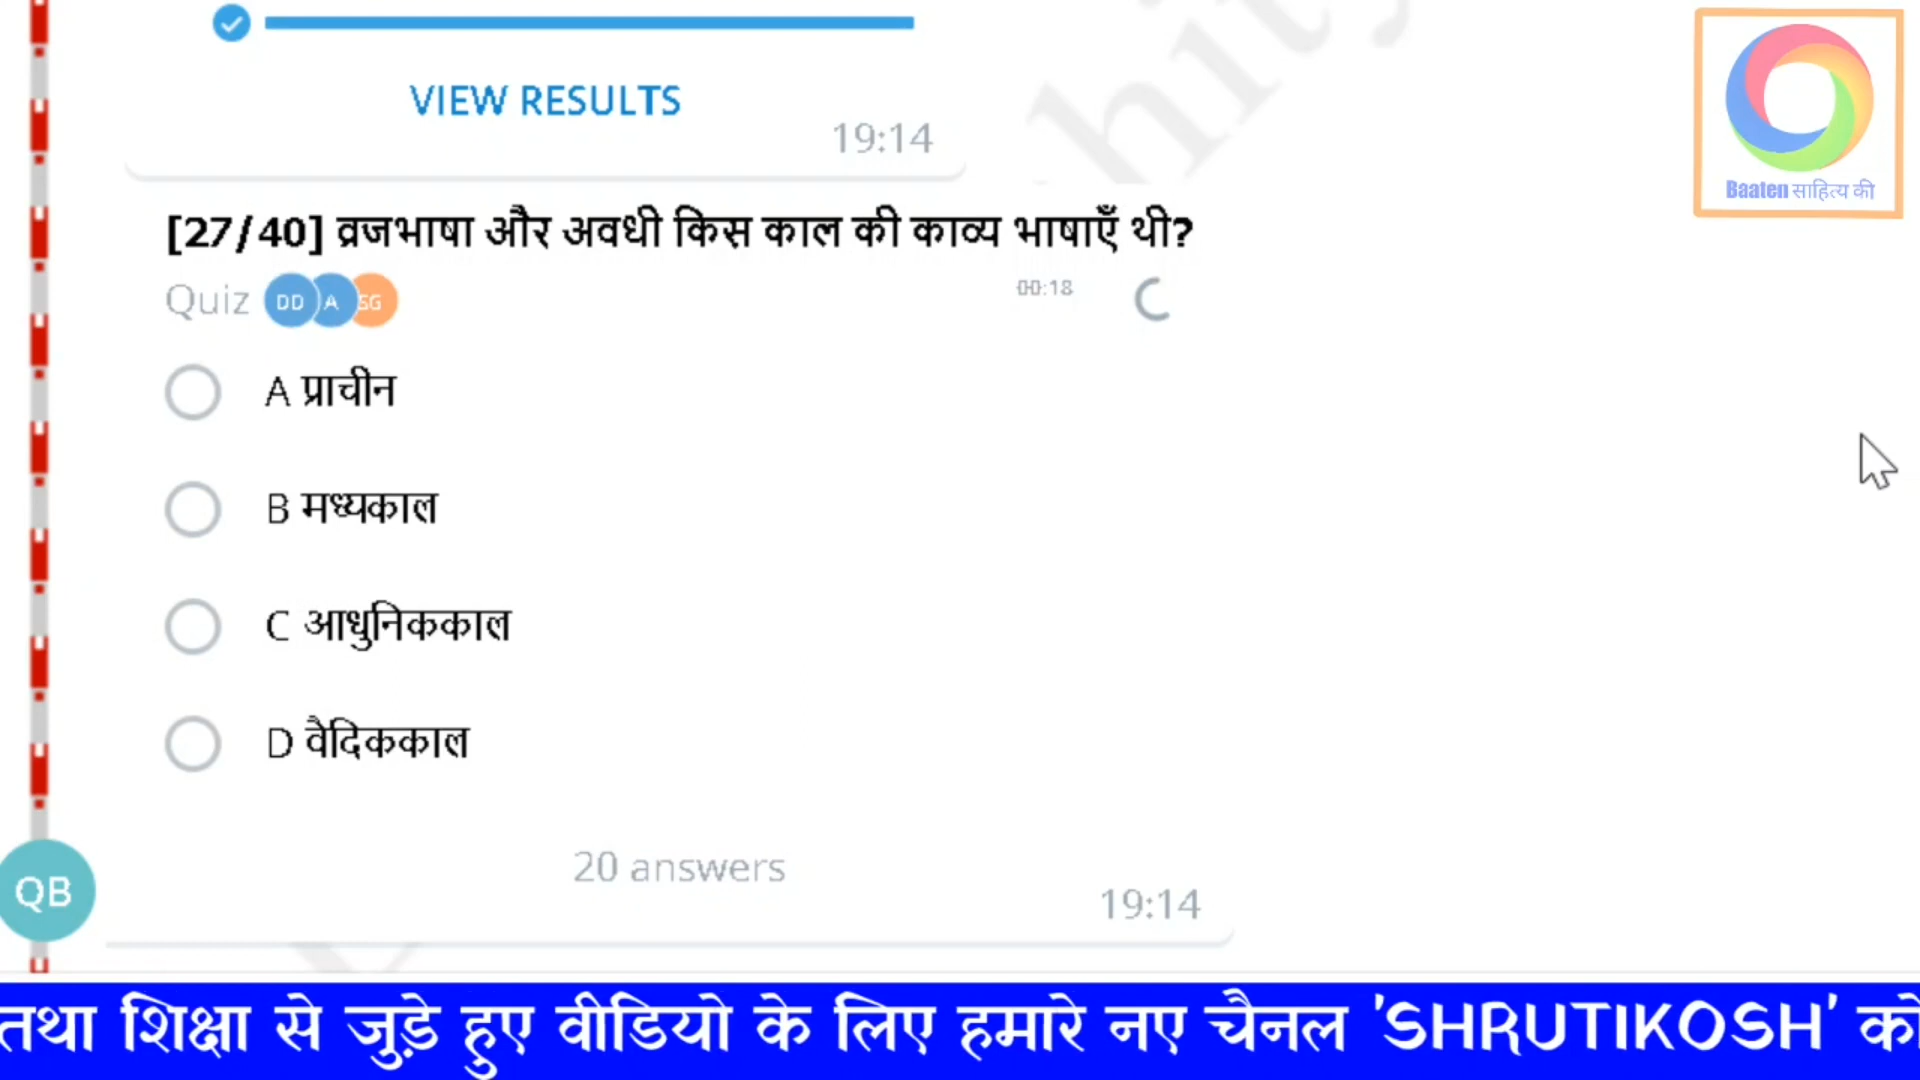 VIEW RESULTS
19:14
Baaten साहित्य की
[27/40] व्रजभाषा और अवधी किस काल की काव्य भाषाएँ थी?
Quiz DD A SG
00:18
A प्राचीन
B मध्यकाल
C आधुनिककाल
D वैदिककाल
20 answers
19:14
QB
तथा शिक्षा से जुड़े हुए वीडियो के लिए हमारे नए चैनल 'SHRUTIKOSH' को